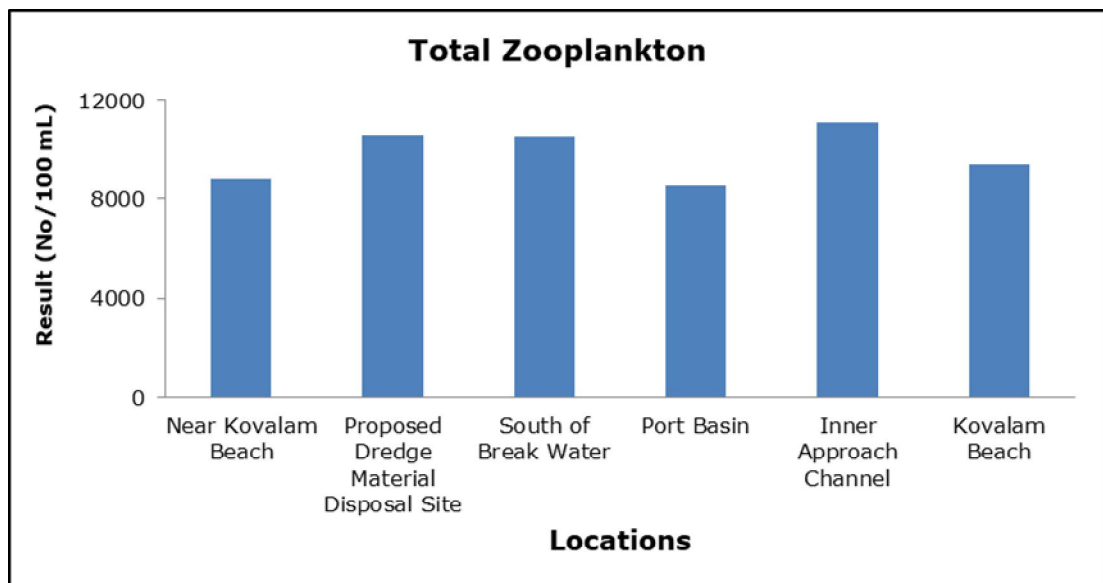 Total Zooplankton
Result (No/100 mL)
12000
8000
4000
0
Near Kovalam
Beach
Proposed
Dredge
Material
Disposal Site
South of
Break Water
Port Basin
Inner
Approach
Channel
Kovalam
Beach
Locations